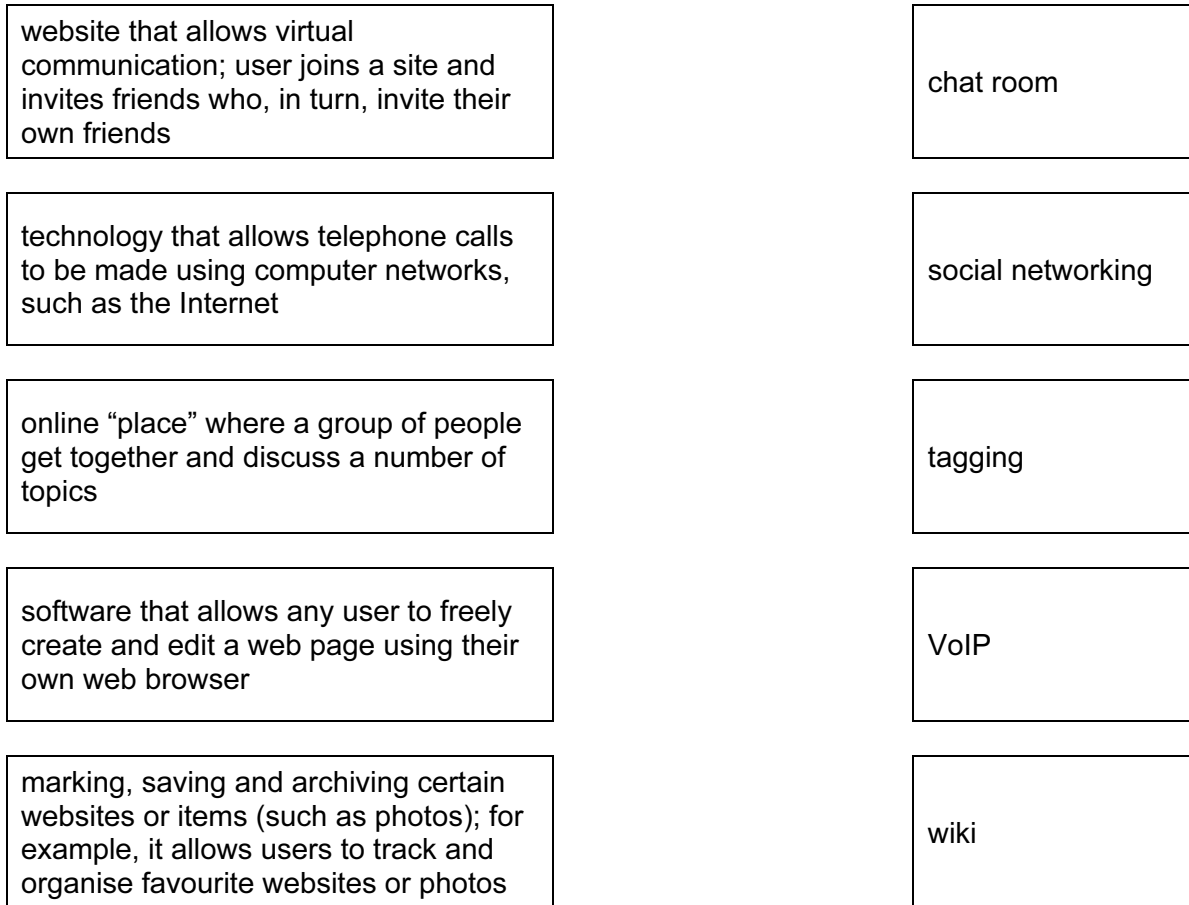 website that allows virtual
communication; user joins a site and
invites friends who, in turn, invite their
own friends
chat room
technology that allows telephone calls
to be made using computer networks,
such as the Internet
social networking
online “place” where a group of people
get together and discuss a number of
topics
tagging
software that allows any user to freely
create and edit a web page using their
own web browser
VoIP
marking, saving and archiving certain
websites or items (such as photos); for
example, it allows users to track and
organise favourite websites or photos
wiki